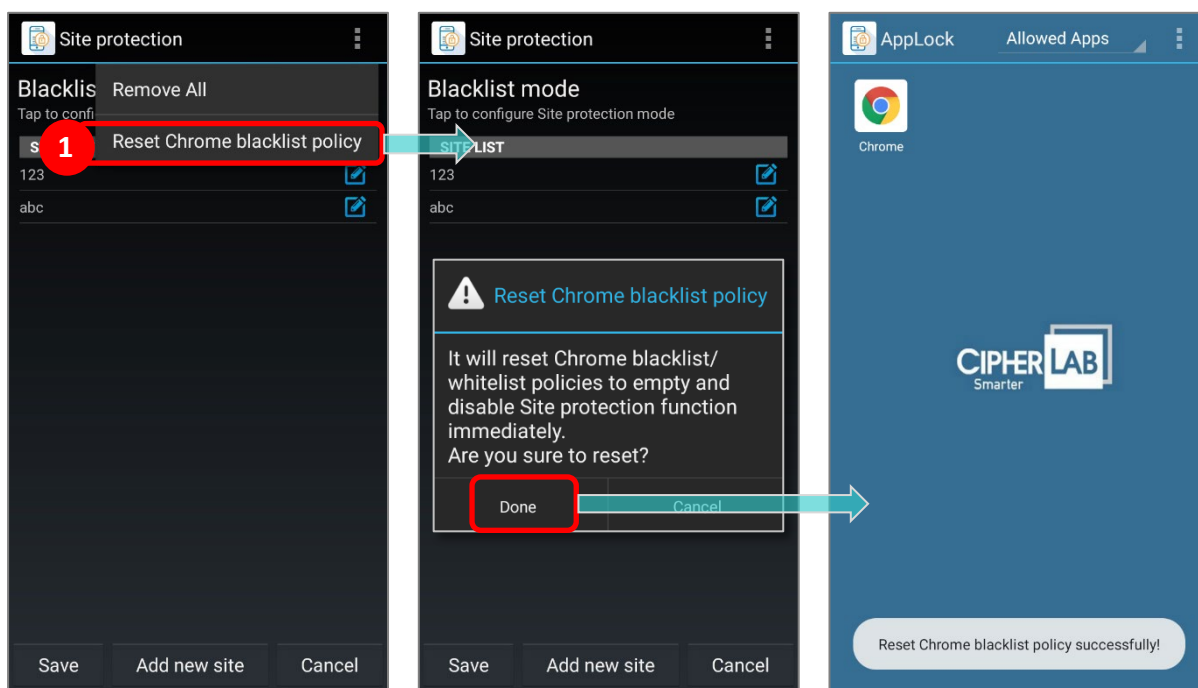 Site protection
Blacklis
Remove All
Tap to confi
S
1
Reset Chrome blacklist policy
123
abc
Save
Add new site
Cancel
Site protection
Blacklist mode
Tap to configure Site protection mode
SITE LIST
123
abc
Reset Chrome blacklist policy
It will reset Chrome blacklist/
whitelist policies to empty and
disable Site protection function
immediately.
Are you sure to reset?
Done
Cancel
Save
Add new site
Cancel
AppLock
Allowed Apps
Chrome
CIPHERLAB
Smarter
Reset Chrome blacklist policy successfully!